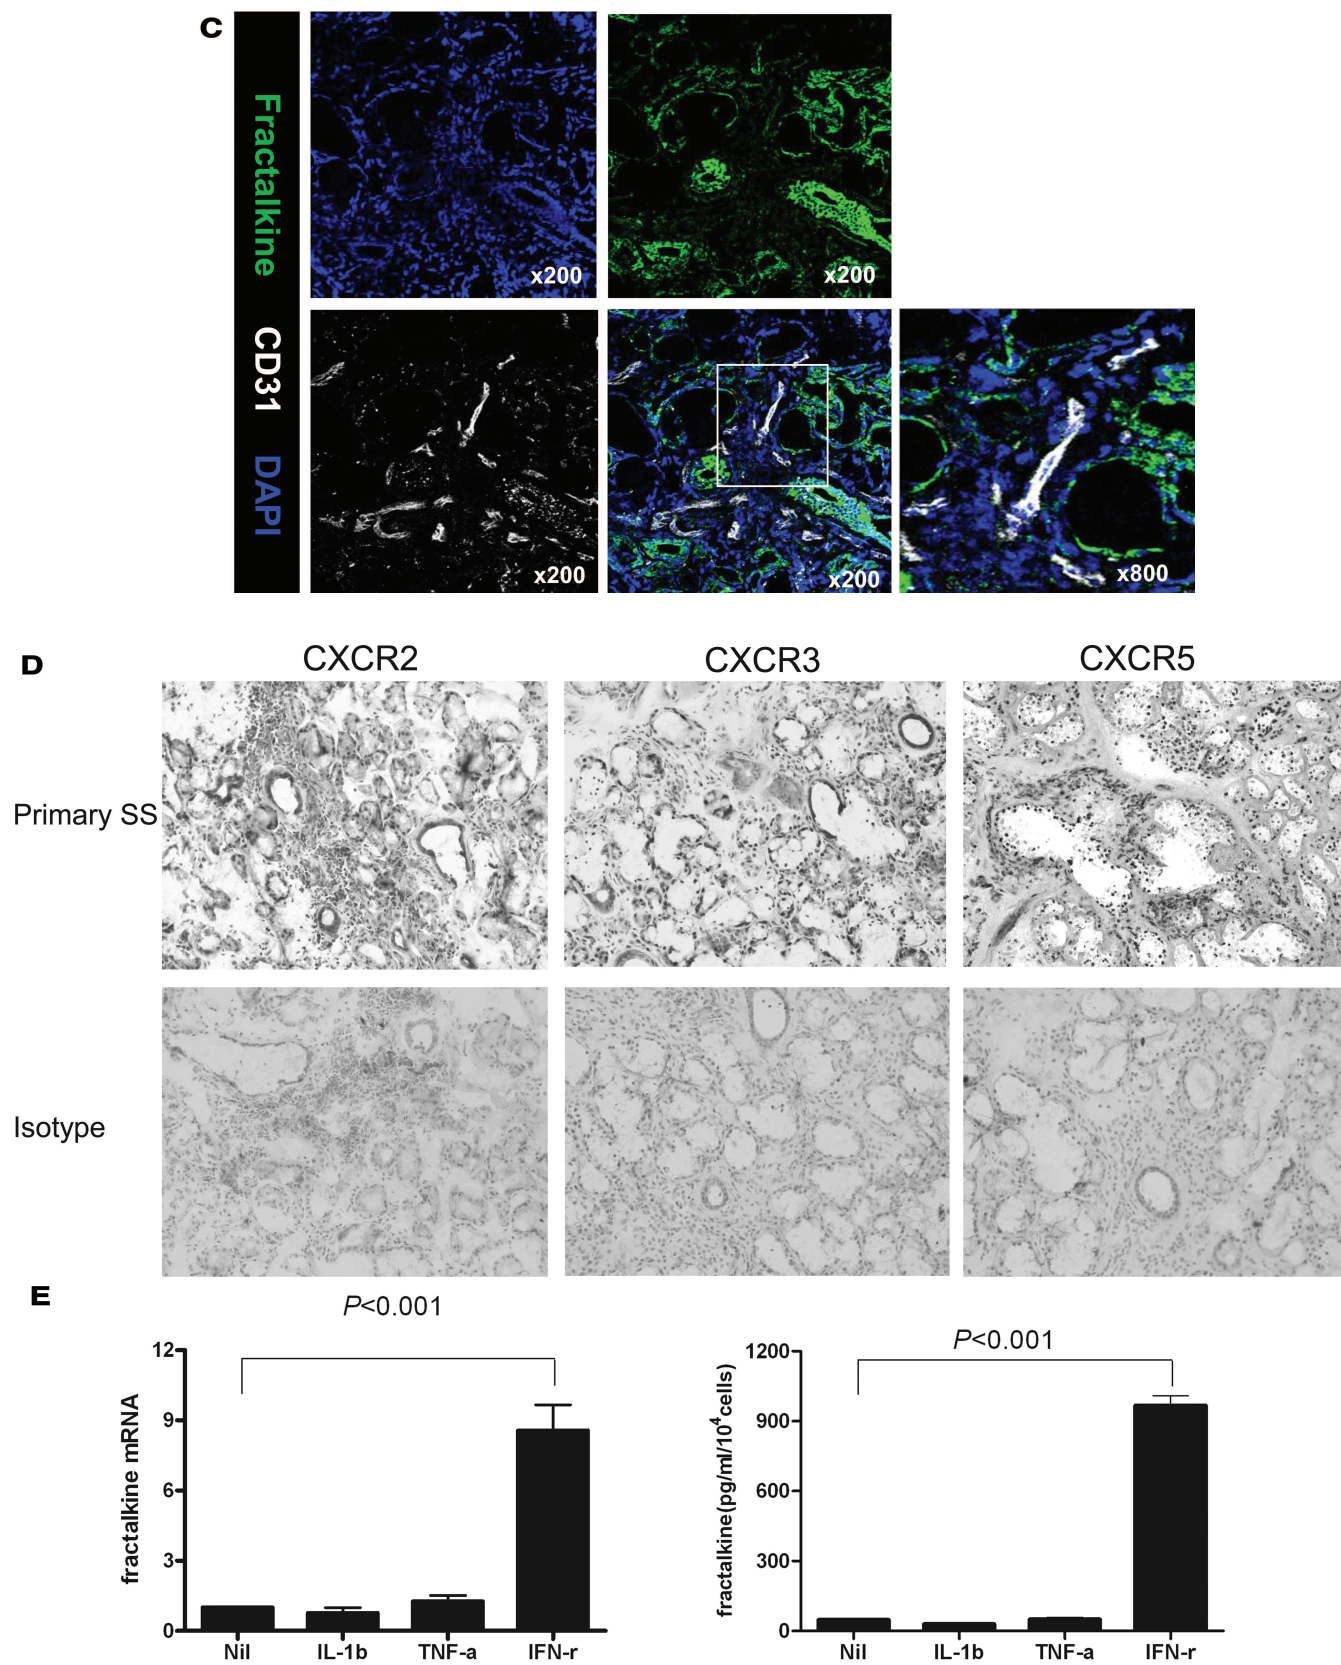 C
Fractalkine CD31 DAPI
x200
x200
x200
x200
x800
D
CXCR2
CXCR3
CXCR5
Primary SS
Isotype
E
P<0.001
fractalkine mRNA
12
9
6
3
0
Nil
IL-1b
TNF-a
IFN-r
P<0.001
fractalkine(pg/ml/10⁴cells)
1200
900
600
300
0
Nil
IL-1b
TNF-a
IFN-r